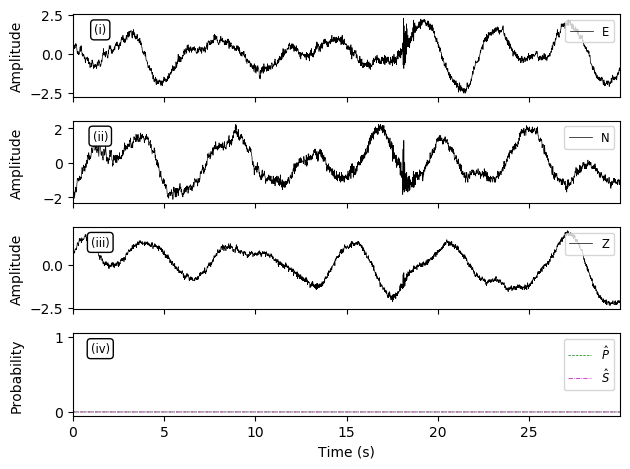 2.5
0.0
−2.5
Amplitude
(i)
E
2
0
−2
Amplitude
(ii)
N
0.0
−2.5
Amplitude
(iii)
Z
1
0
Probability
(iv)
P̂
Ŝ
0 5 10 15 20 25
Time (s)